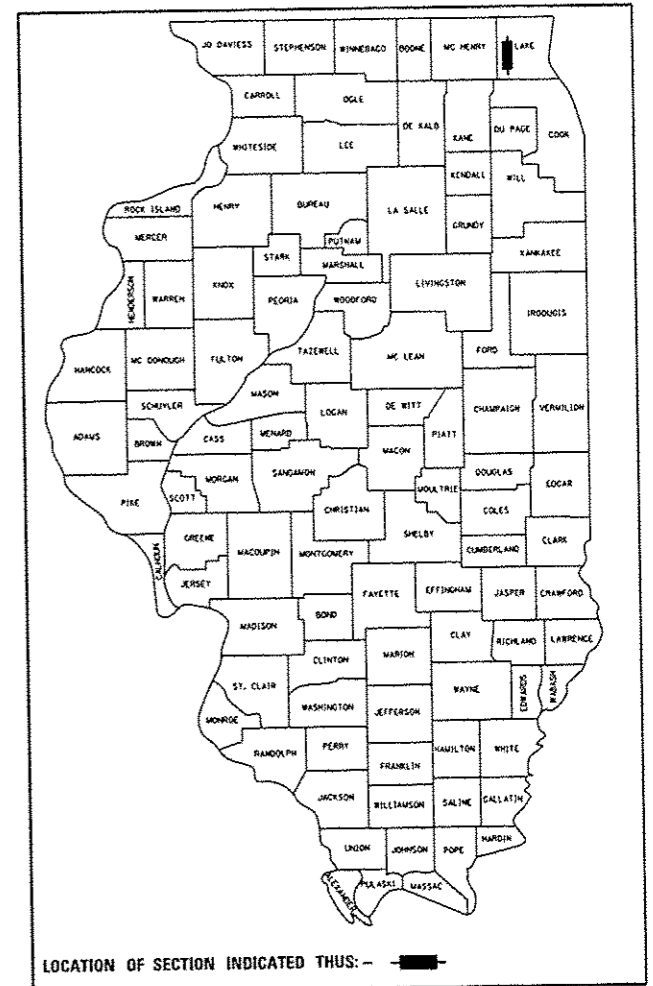 JO DAVIESS STEPHENSON WINNEBAGO BOONE MC HENRY LAKE
CARROLL OGLE DE KALB KANE DU PAGE COOK
WHITESIDE LEE KENDALL WILL
ROCK ISLAND HENRY BUREAU LA SALLE GRUNDY
MERCER PUTNAM KANKAKEE
STARK MARSHALL
HENDERSON WARREN KNOX PEORIA WOODFORD LIVINGSTON IROQUOIS
HANCOCK MC DONOUGH FULTON TAZEWELL MC LEAN FORD
MASON
SCHUYLER LOGAN DE WITT CHAMPAIGN VERMILION
ADAMS BROWN CASS MENARD MACON PIATT
PIKE SCOTT MORGAN SANGAMON MOULTRIE DOUGLAS EDGAR
CHRISTIAN COLES
CALHOUN GREENE MACOUPIN MONTGOMERY SHELBY CUMBERLAND CLARK
JERSEY FAYETTE EFFINGHAM JASPER CRAWFORD
MADISON BOND CLAY RICHLAND LAWRENCE
CLINTON MARION
ST. CLAIR WASHINGTON JEFFERSON WAYNE EDWARDS WABASH
MONROE
RANDOLPH PERRY FRANKLIN HAMILTON WHITE
JACKSON WILLIAMSON SALINE GALLATIN
UNION JOHNSON POPE HARDIN
ALEXANDER PULASKI MASSAC
LOCATION OF SECTION INDICATED THUS: –